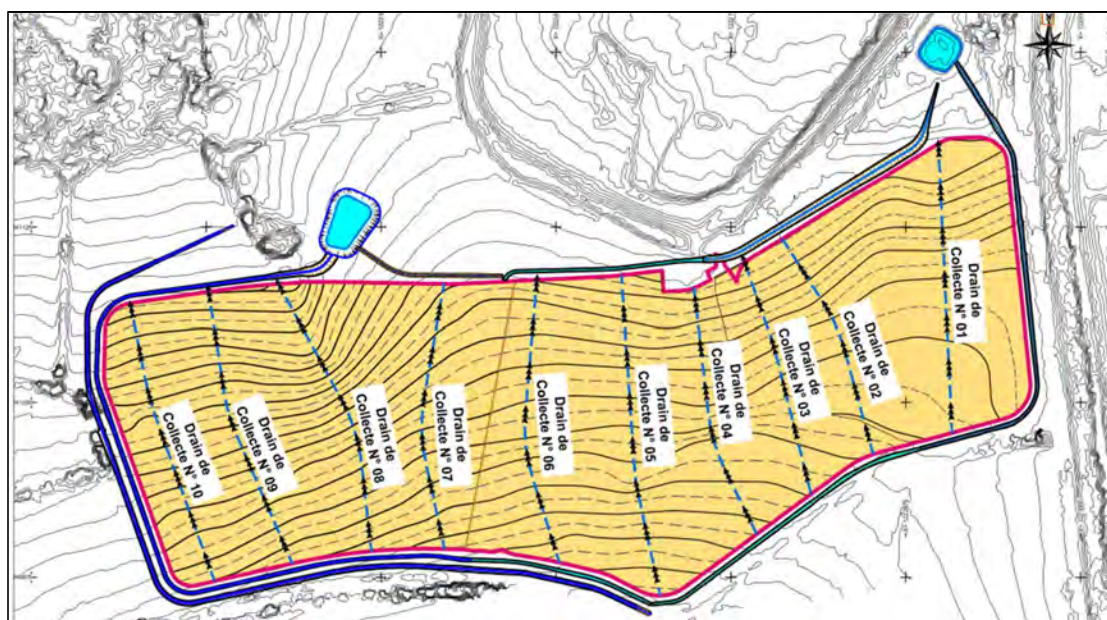 Drain de
Collecte N° 01
Drain de
Collecte N° 02
Drain de
Collecte N° 03
Drain de
Collecte N° 04
Drain de
Collecte N° 05
Drain de
Collecte N° 06
Drain de
Collecte N° 07
Drain de
Collecte N° 08
Drain de
Collecte N° 09
Drain de
Collecte N° 10